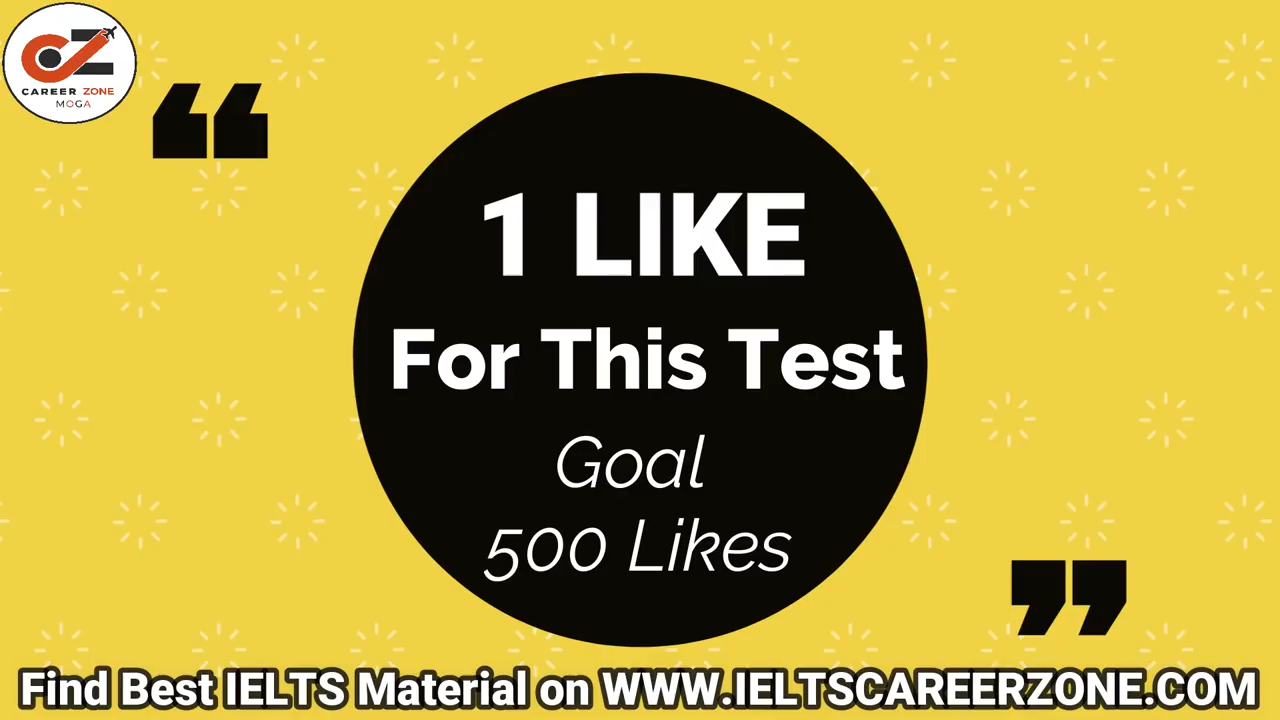 CAREER ZONE
MOGA
1 LIKE
For This Test
Goal
500 Likes
Find Best IELTS Material on WWW.IELTSCAREERZONE.COM